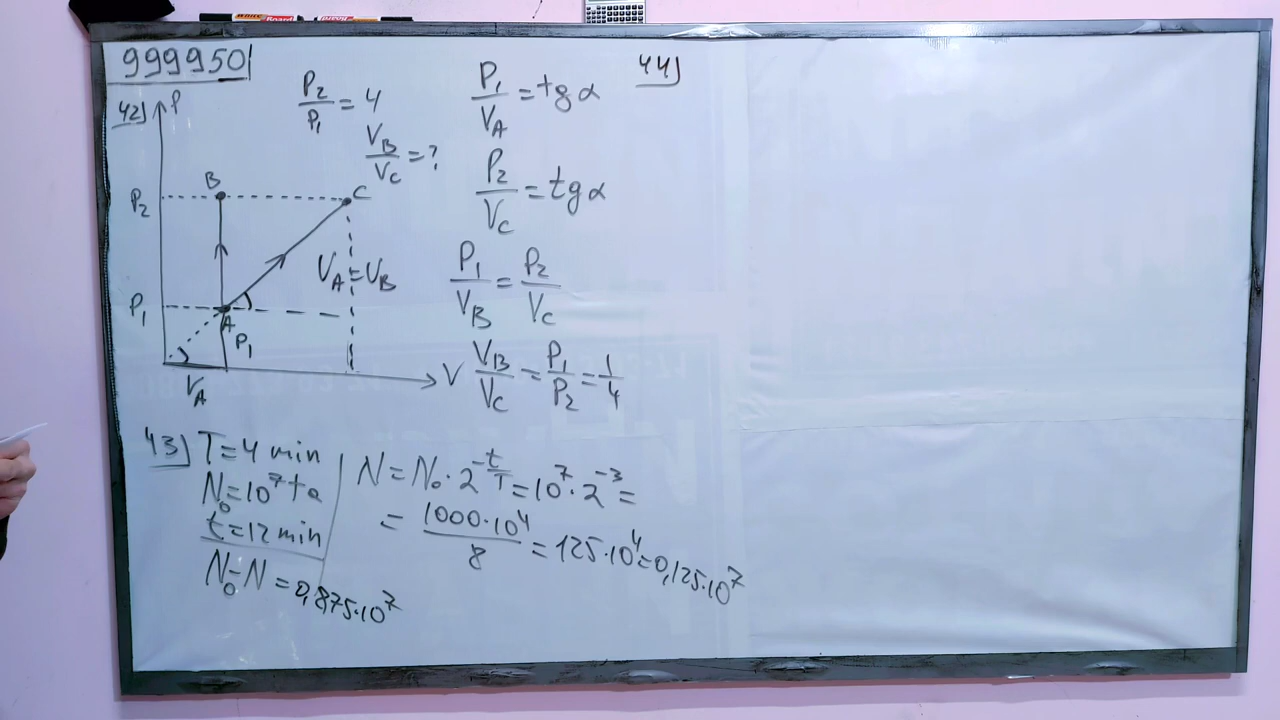 999950
42)
P
P₂/P₁ = 4
V_B/V_C = ?
B
C
P₂
V_A = V_B
P₁
A
P₁
V_A
V
P₁/V_A = tg α
P₂/V_C = tg α
P₁/V_B = P₂/V_C
V_B/V_C = P₁/P₂ = 1/4
43) T = 4 min
N₀ = 10⁷ ta
t = 12 min
N₀ - N = 0,875·10⁷
N = N₀ · 2^(-t/T) = 10⁷ · 2⁻³ =
= 1000·10⁴/8 = 125·10⁴ = 0,125·10⁷
44)